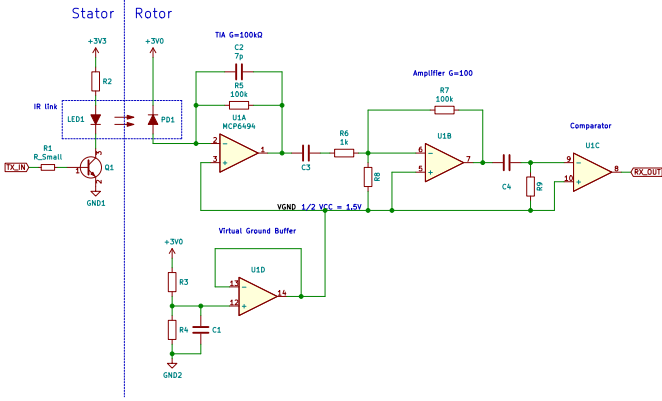 Stator
Rotor
+3V3
+3V0
TIA G=100kΩ
C2
7p
R5
100k
U1A
MCP6494
R2
IR link
LED1
PD1
Amplifier G=100
R7
100k
Comparator
R1
R_Small
TX_IN
Q1
1
2
3
GND1
2
3
1
−
+
C3
R6
1k
R8
U1B
6
5
7
−
+
C4
R9
U1C
9
10
8
−
+
RX_OUT
VGND 1/2 VCC = 1.5V
Virtual Ground Buffer
+3V0
R3
R4
C1
U1D
13
12
14
−
+
GND2